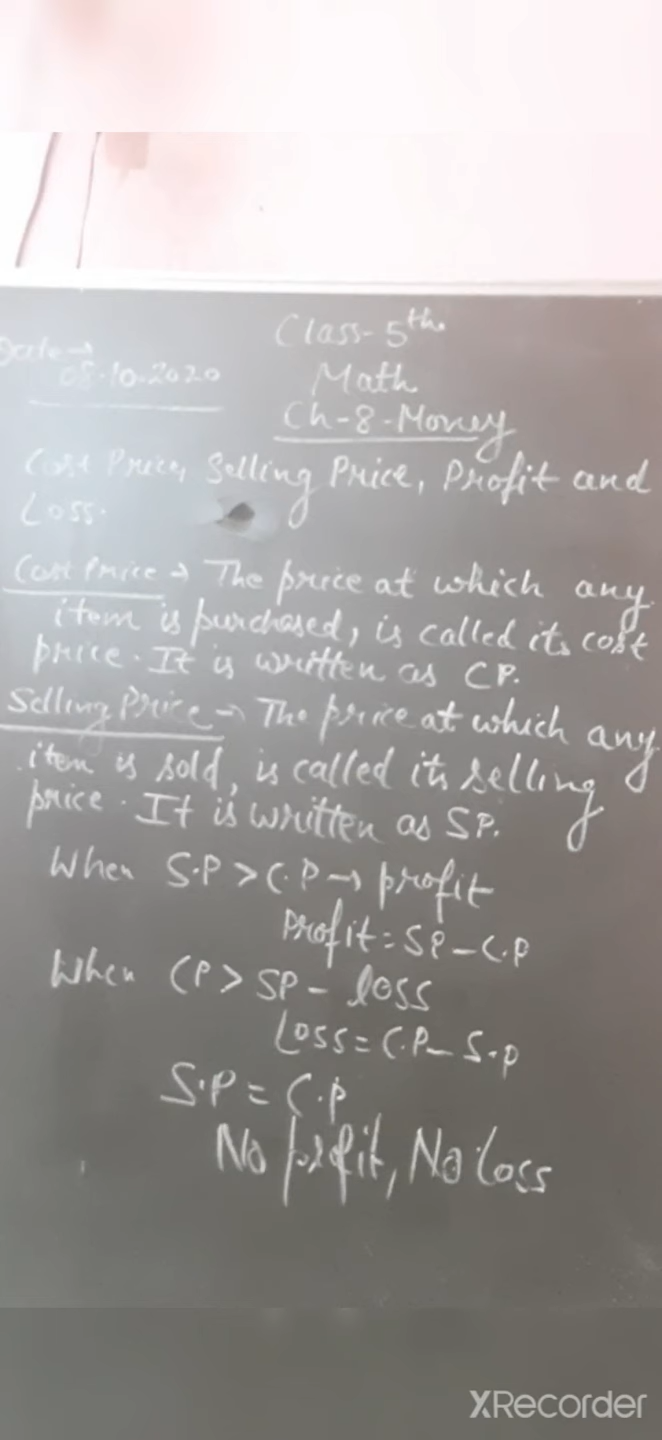 Class-5th
Date→
08-10-2020
Math
Ch-8-Money
Cost Price, Selling Price, Profit and
Loss.
Cost Price → The price at which any
item is purchased, is called its cost
price. It is written as CP.
Selling Price → The price at which any
item is sold, is called its selling
price. It is written as SP.
When S.P > C.P → profit
Profit = SP - C.P
When CP > SP - loss
Loss = C.P - S.P
S.P = C.P
No profit, No Loss
XRecorder